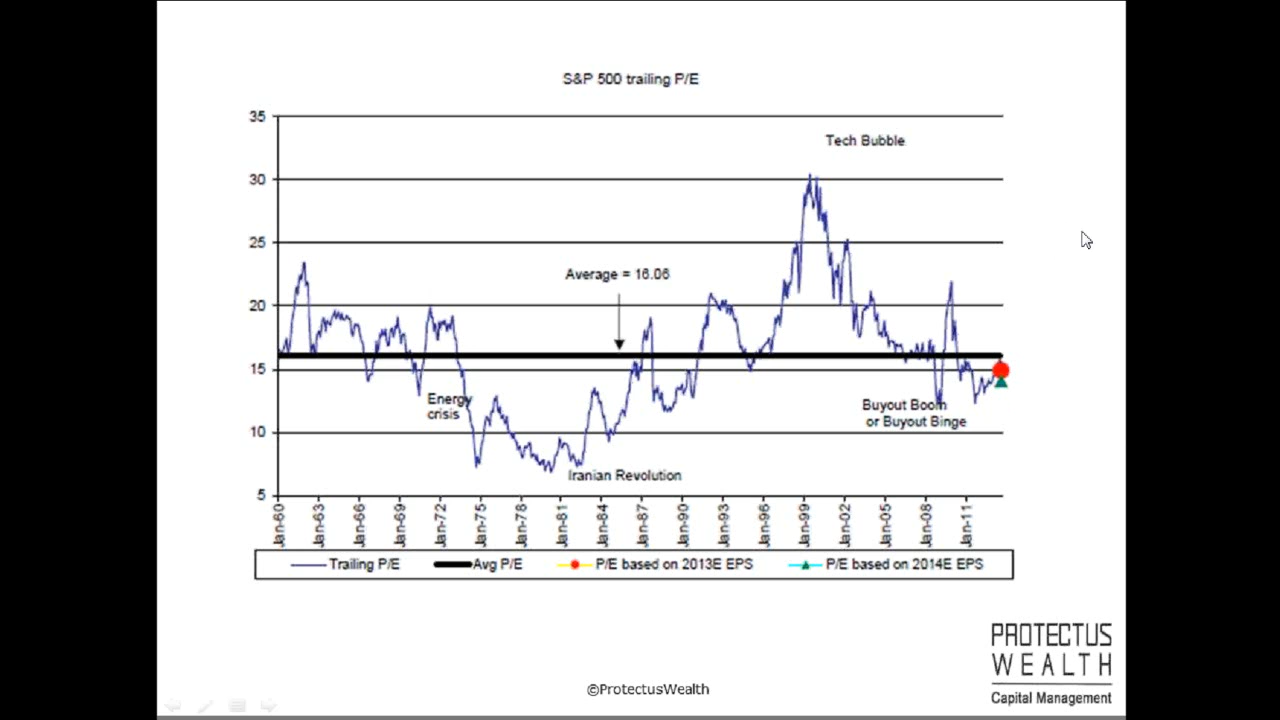 S&P 500 trailing P/E
35
30
25
20
15
10
5
Tech Bubble
Average = 16.06
Energy
crisis
Buyout Boom
or Buyout Binge
Iranian Revolution
Jan-60
Jan-63
Jan-66
Jan-69
Jan-72
Jan-75
Jan-78
Jan-81
Jan-84
Jan-87
Jan-90
Jan-93
Jan-96
Jan-99
Jan-02
Jan-05
Jan-08
Jan-11
Trailing P/E
Avg P/E
P/E based on 2013E EPS
P/E based on 2014E EPS
PROTECTUS
WEALTH
Capital Management
©ProtectusWealth